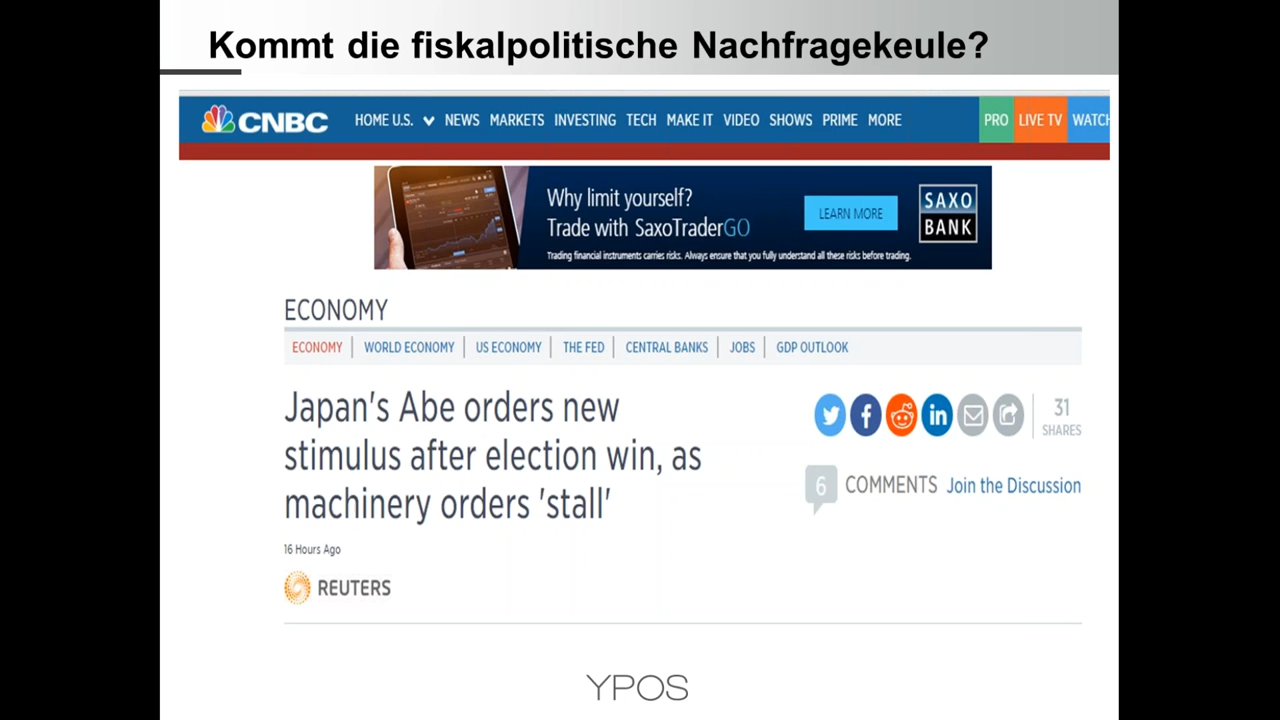 Kommt die fiskalpolitische Nachfragekeule?
CNBC HOME U.S. NEWS MARKETS INVESTING TECH MAKE IT VIDEO SHOWS PRIME MORE PRO LIVE TV WATCH
Why limit yourself?
Trade with SaxoTraderGO
LEARN MORE
SAXO
BANK
Trading financial instruments carries risks. Always ensure that you fully understand all these risks before trading.
ECONOMY
ECONOMY WORLD ECONOMY US ECONOMY THE FED CENTRAL BANKS JOBS GDP OUTLOOK
Japan's Abe orders new
stimulus after election win, as
machinery orders 'stall'
31
SHARES
6 COMMENTS Join the Discussion
16 Hours Ago
REUTERS
YPOS